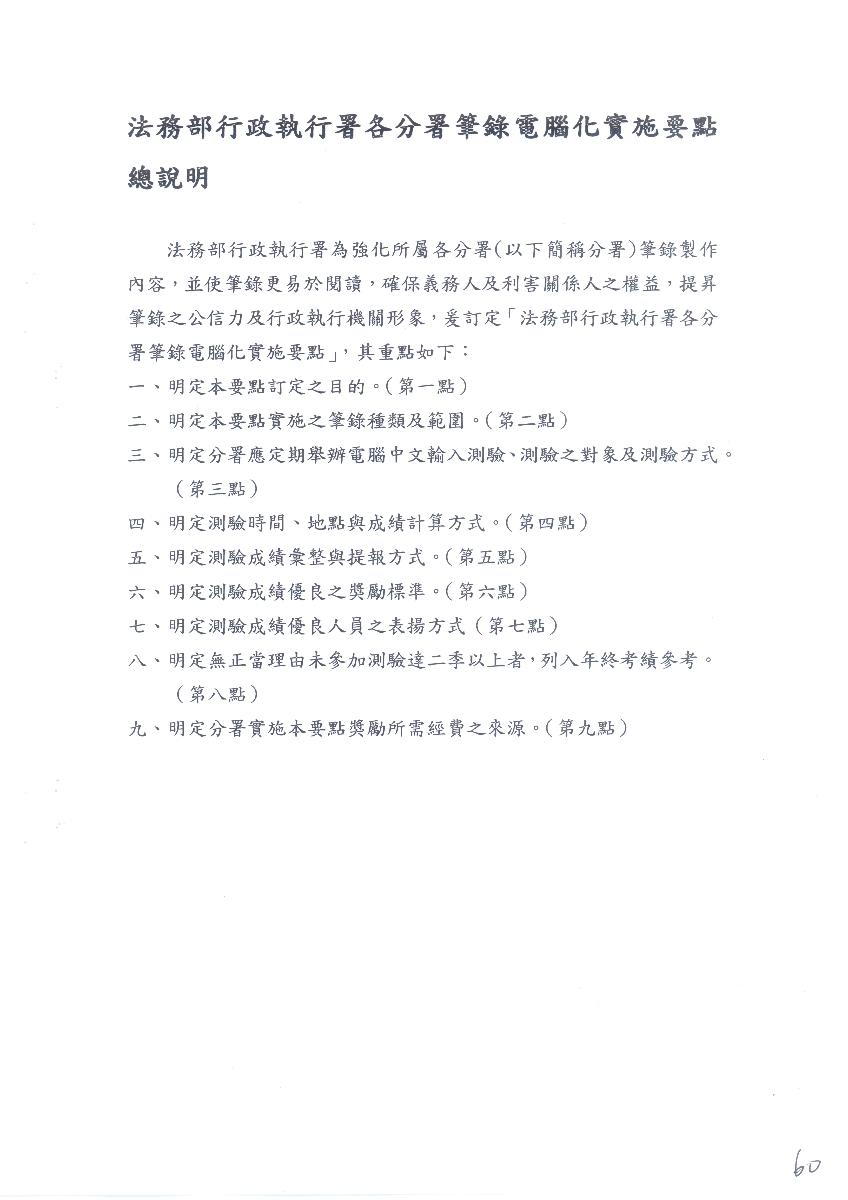 法務部行政執行署各分署筆錄電腦化實施要點
總說明
法務部行政執行署為強化所屬各分署(以下簡稱分署)筆錄製作
內容，並使筆錄更易於閱讀，確保義務人及利害關係人之權益，提昇
筆錄之公信力及行政執行機關形象，爰訂定「法務部行政執行署各分
署筆錄電腦化實施要點」，其重點如下：
一、明定本要點訂定之目的。(第一點)
二、明定本要點實施之筆錄種類及範圍。(第二點)
三、明定分署應定期舉辦電腦中文輸入測驗、測驗之對象及測驗方式。
(第三點)
四、明定測驗時間、地點與成績計算方式。(第四點)
五、明定測驗成績彙整與提報方式。(第五點)
六、明定測驗成績優良之獎勵標準。(第六點)
七、明定測驗成績優良人員之表揚方式 (第七點)
八、明定無正當理由未參加測驗達二季以上者，列入年終考績參考。
(第八點)
九、明定分署實施本要點獎勵所需經費之來源。(第九點)
60